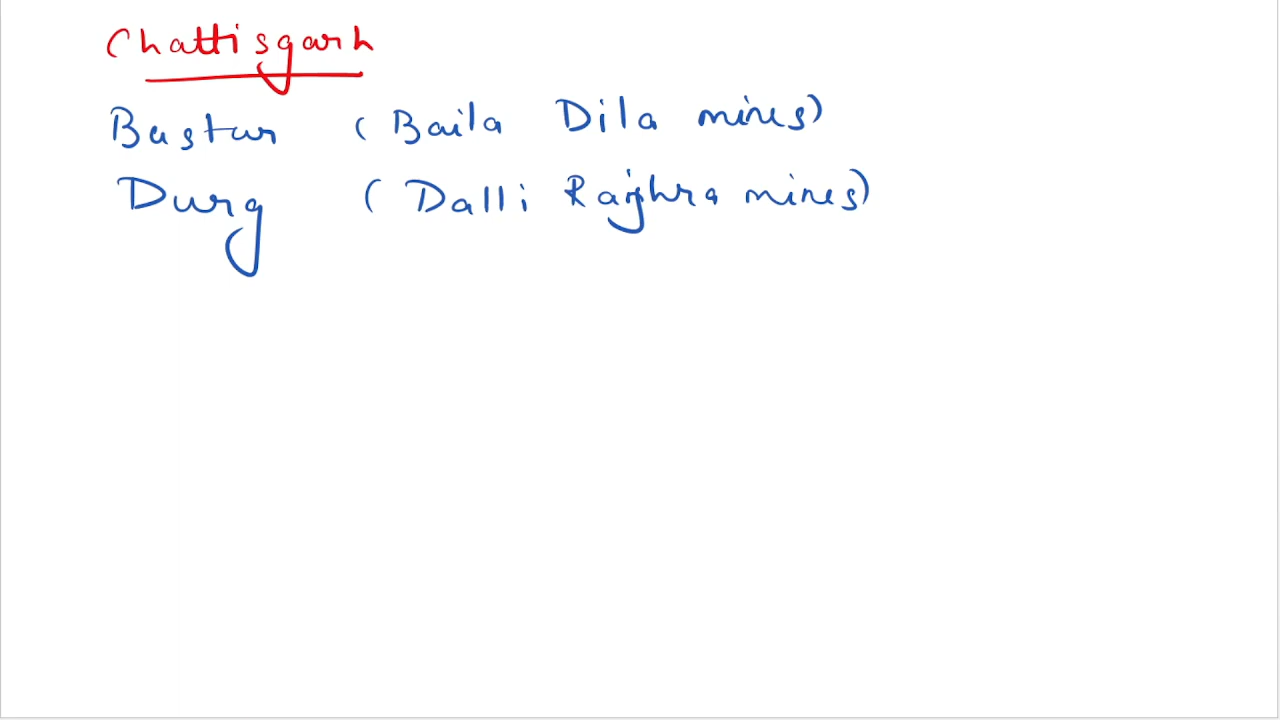 Chattisgarh
Bastar (Baila Dila mines)
Durg (Dalli Rajhra mines)